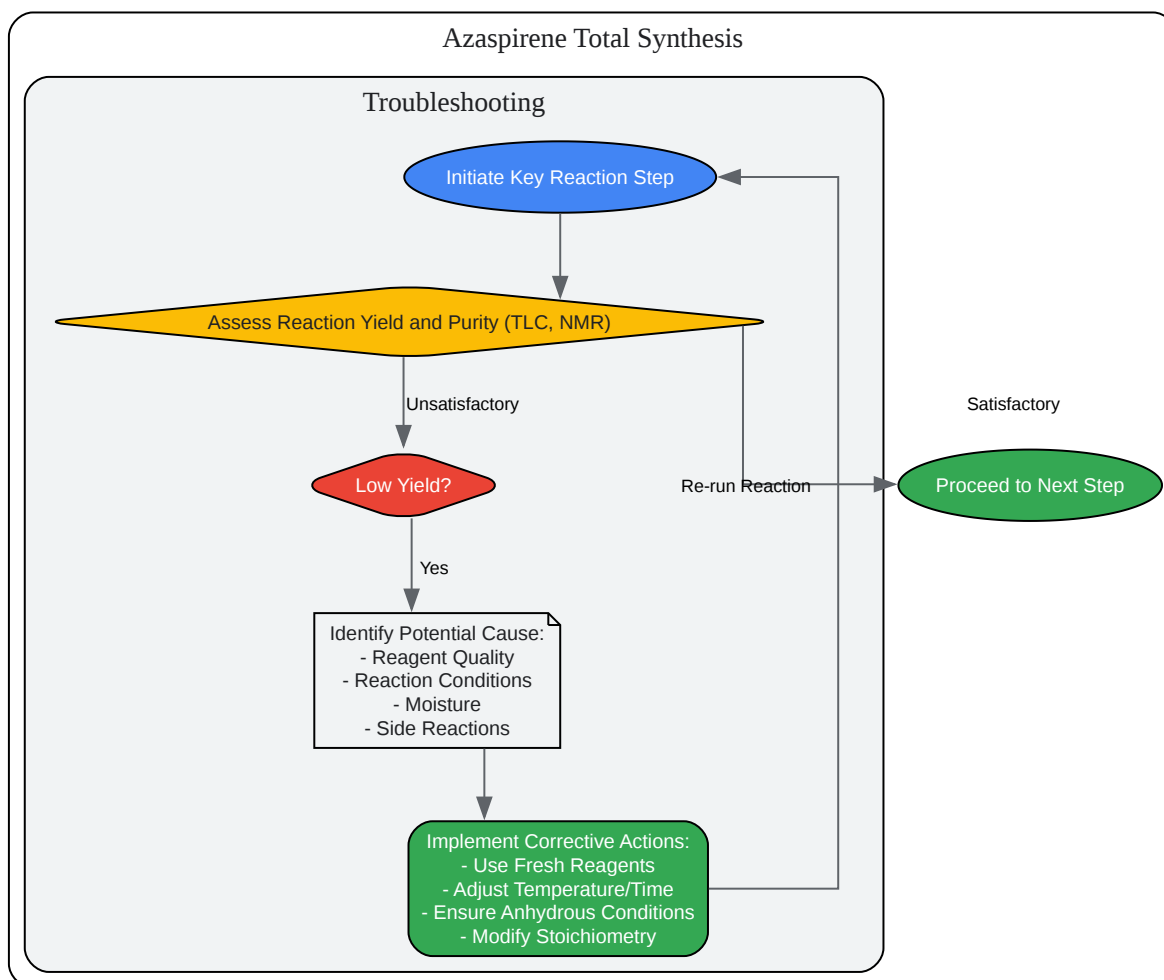 Azaspirene Total Synthesis
Troubleshooting
Initiate Key Reaction Step
Assess Reaction Yield and Purity (TLC, NMR)
Unsatisfactory
Satisfactory
Low Yield?
Re-run Reaction
Proceed to Next Step
Yes
Identify Potential Cause:
- Reagent Quality
- Reaction Conditions
- Moisture
- Side Reactions
Implement Corrective Actions:
- Use Fresh Reagents
- Adjust Temperature/Time
- Ensure Anhydrous Conditions
- Modify Stoichiometry